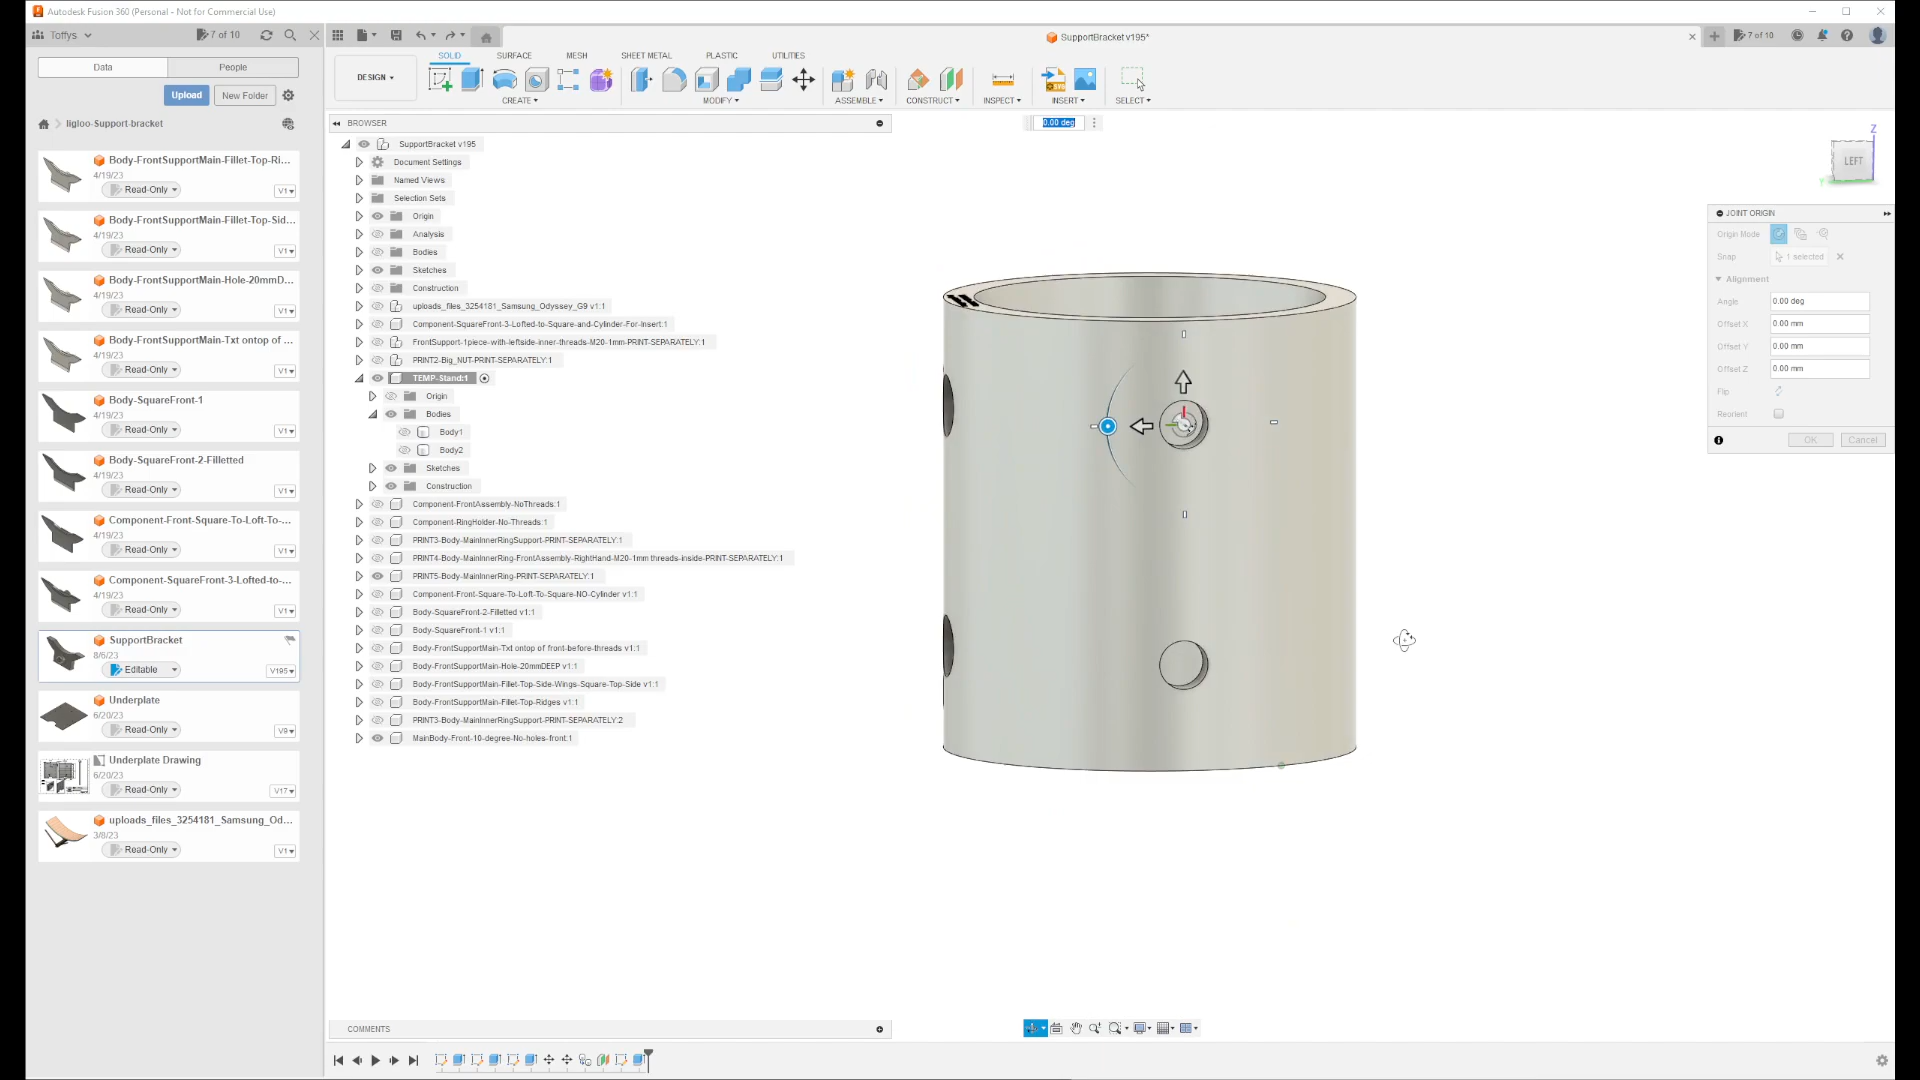 Autodesk Fusion 360 (Personal - Not for Commercial Use)
Toffys
7 of 10
SupportBracket v195*
7 of 10
Data
People
Upload
New Folder
ligloo-Support-bracket
Body-FrontSupportMain-Fillet-Top-Ri...
4/19/23
Read-Only
V1
Body-FrontSupportMain-Fillet-Top-Sid...
4/19/23
Read-Only
V1
Body-FrontSupportMain-Hole-20mmD...
4/19/23
Read-Only
V1
Body-FrontSupportMain-Txt ontop of ...
4/19/23
Read-Only
V1
Body-SquareFront-1
4/19/23
Read-Only
V1
Body-SquareFront-2-Filletted
4/19/23
Read-Only
V1
Component-Front-Square-To-Loft-To-...
4/19/23
Read-Only
V1
Component-SquareFront-3-Lofted-to-...
4/19/23
Read-Only
V1
SupportBracket
8/6/23
Editable
V195
Underplate
6/20/23
Read-Only
V9
Underplate Drawing
6/20/23
Read-Only
V17
uploads_files_3254181_Samsung_Od...
3/8/23
Read-Only
V1
SOLID
SURFACE
MESH
SHEET METAL
PLASTIC
UTILITIES
DESIGN
CREATE
MODIFY
ASSEMBLE
CONSTRUCT
INSPECT
INSERT
SELECT
BROWSER
SupportBracket v195
Document Settings
Named Views
Selection Sets
Origin
Analysis
Bodies
Sketches
Construction
uploads_files_3254181_Samsung_Odyssey_G9 v1:1
Component-SquareFront-3-Lofted-to-Square-and-Cylinder-For-Insert:1
FrontSupport-1piece-with-leftside-inner-threads-M20-1mm-PRINT-SEPARATELY:1
PRINT2-Big_NUT-PRINT-SEPARATELY:1
TEMP-Stand:1
Origin
Bodies
Body1
Body2
Sketches
Construction
Component-FrontAssembly-NoThreads:1
Component-RingHolder-No-Threads:1
PRINT3-Body-MainInnerRingSupport-PRINT-SEPARATELY:1
PRINT4-Body-MainInnerRing-FrontAssembly-RightHand-M20-1mm threads-inside-PRINT-SEPARATELY:1
PRINT5-Body-MainInnerRing-PRINT-SEPARATELY:1
Component-Front-Square-To-Loft-To-Square-NO-Cylinder v1:1
Body-SquareFront-2-Filletted v1:1
Body-SquareFront-1 v1:1
Body-FrontSupportMain-Txt ontop of front-before-threads v1:1
Body-FrontSupportMain-Hole-20mmDEEP v1:1
Body-FrontSupportMain-Fillet-Top-Side-Wings-Square-Top-Side v1:1
Body-FrontSupportMain-Fillet-Top-Ridges v1:1
PRINT3-Body-MainInnerRingSupport-PRINT-SEPARATELY:2
MainBody-Front-10-degree-No-holes-front:1
0.00 deg
Z
LEFT
Y
JOINT ORIGIN
Origin Mode
Snap
1 selected
Alignment
Angle
0.00 deg
Offset X
0.00 mm
Offset Y
0.00 mm
Offset Z
0.00 mm
Flip
Reorient
OK
Cancel
COMMENTS